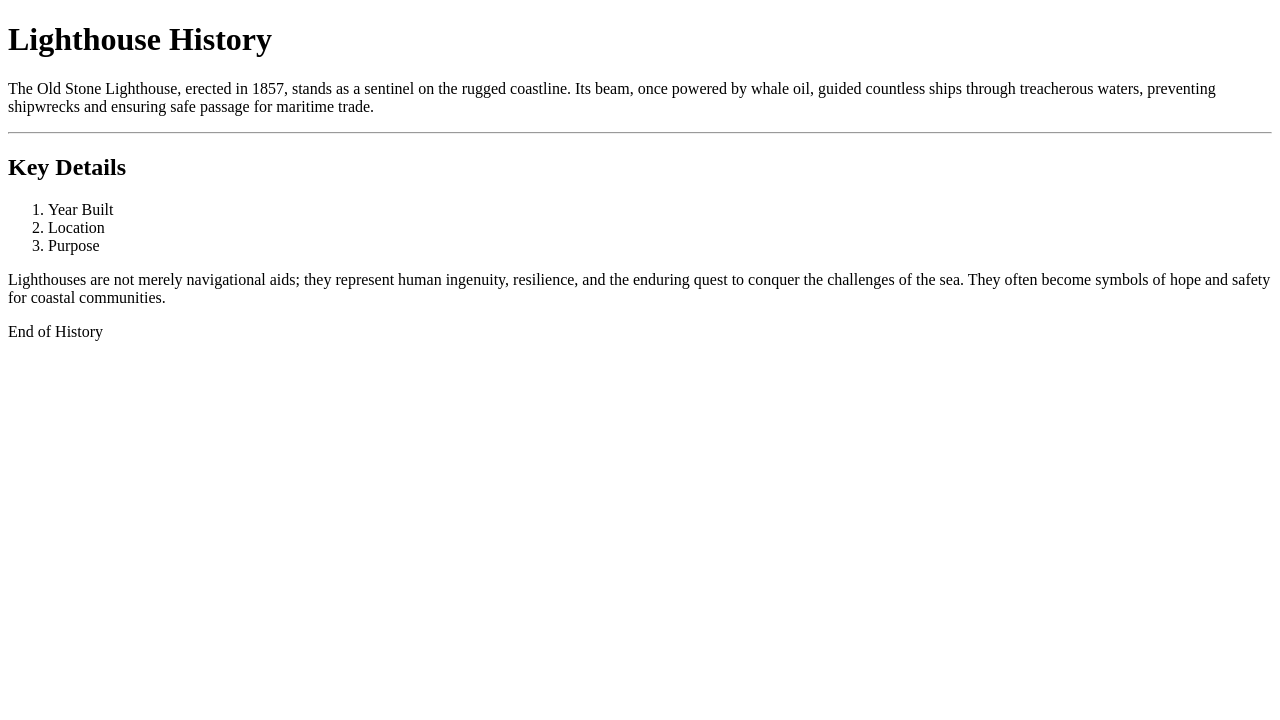 Lighthouse History
The Old Stone Lighthouse, erected in 1857, stands as a sentinel on the rugged coastline. Its beam, once powered by whale oil, guided countless ships through treacherous waters, preventing
shipwrecks and ensuring safe passage for maritime trade.
Key Details
1. Year Built
2. Location
3. Purpose
Lighthouses are not merely navigational aids; they represent human ingenuity, resilience, and the enduring quest to conquer the challenges of the sea. They often become symbols of hope and safety
for coastal communities.
End of History